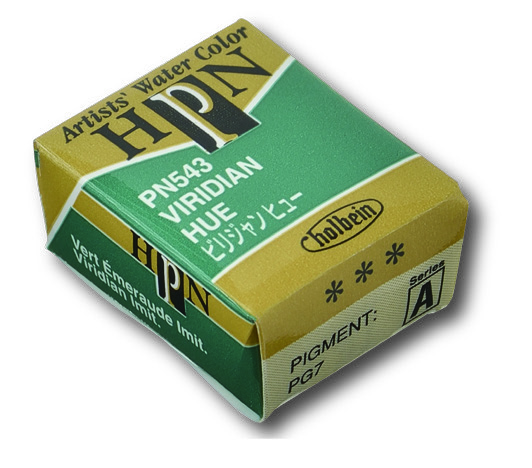 Artists' Water Color
HPN
PN543
VIRIDIAN
HUE
ビリジャン ヒュー
holbein
***
Series
A
PIGMENT:
PG7
HPN
Vert Émeraude Imit.
Viridian Imit.